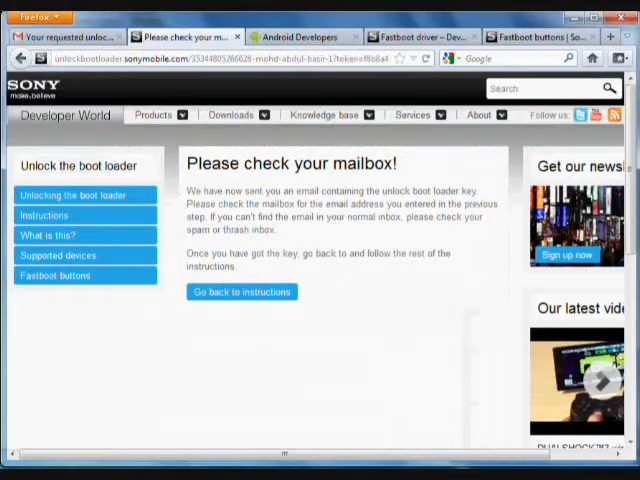 Firefox
Your requested unloc...
Please check your m...
Android Developers
Fastboot driver – Dev...
Fastboot buttons | So...
unlockbootloader.sonymobile.com/
Google
SONY
make.believe
Search
Developer World
Products
Downloads
Knowledge base
Services
About
Follow us:
Unlock the boot loader
Unlocking the boot loader
Instructions
What is this?
Supported devices
Fastboot buttons
Please check your mailbox!
We have now sent you an email containing the unlock boot loader key.
Please check the mailbox for the email address you entered in the previous
step. If you can't find the email in your normal inbox, please check your
spam or thrash inbox.
Once you have got the key, go back to and follow the rest of the
instructions.
Go back to instructions
Get our newsl
Sign up now
Our latest vide